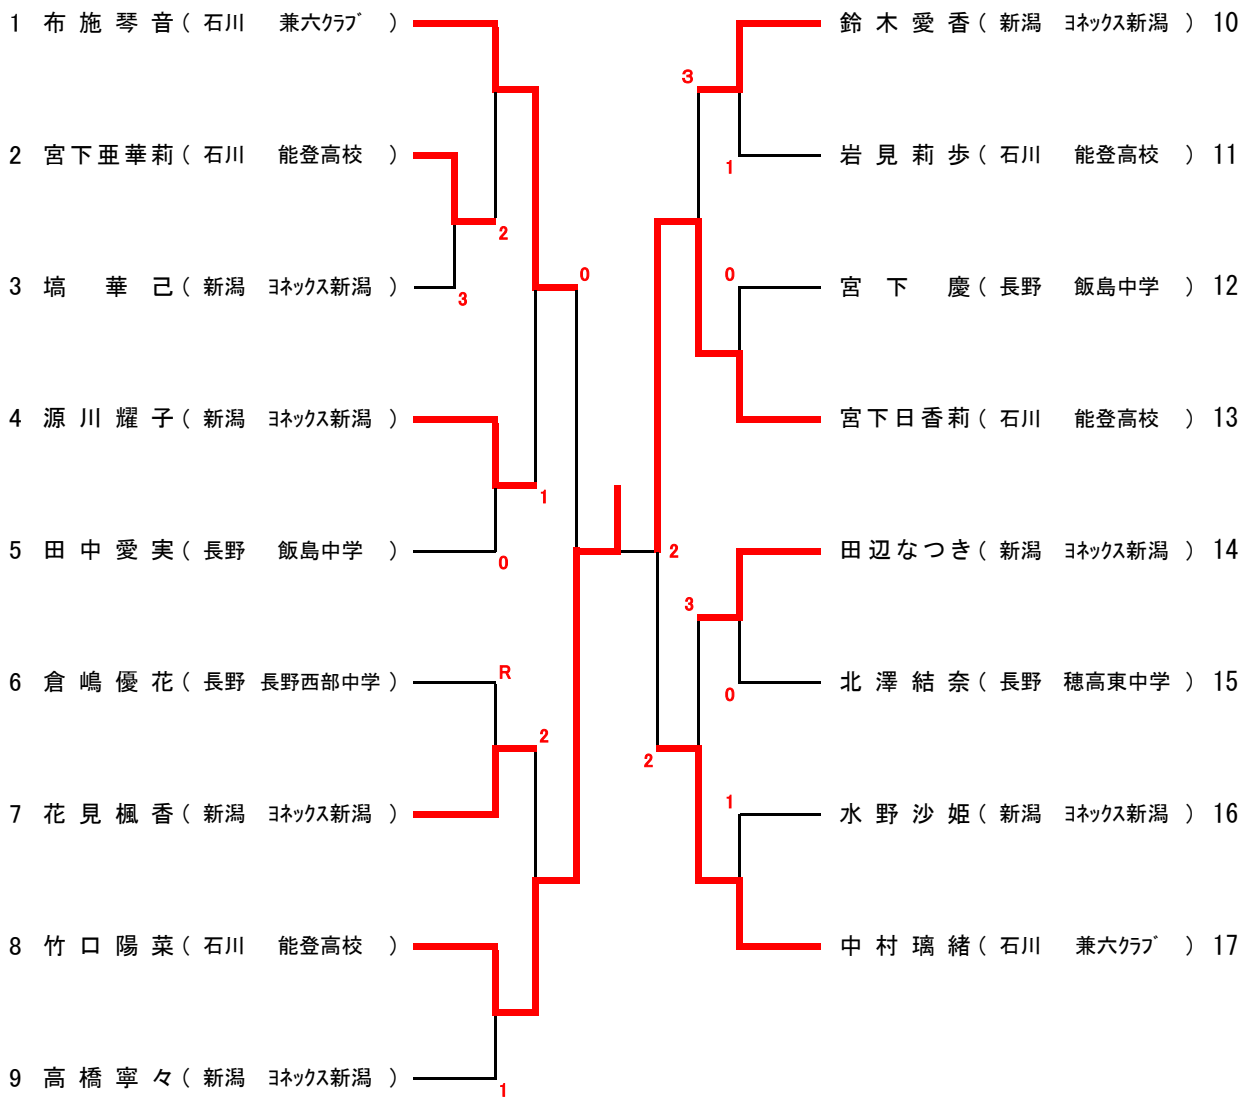 1 布施琴音 ( 石川 兼六ｸﾗﾌﾞ )
2 宮下亜華莉 ( 石川 能登高校 )
2
3 塙 華己 ( 新潟 ﾖﾈｯｸｽ新潟 )
3
0
4 源川耀子 ( 新潟 ﾖﾈｯｸｽ新潟 )
1
5 田中愛実 ( 長野 飯島中学 )
0
6 倉嶋優花 ( 長野 長野西部中学 )
R
2
7 花見楓香 ( 新潟 ﾖﾈｯｸｽ新潟 )
8 竹口陽菜 ( 石川 能登高校 )
9 高橋寧々 ( 新潟 ﾖﾈｯｸｽ新潟 )
1
鈴木愛香 ( 新潟 ﾖﾈｯｸｽ新潟 ) 10
3
岩見莉歩 ( 石川 能登高校 ) 11
1
0
宮下 慶 ( 長野 飯島中学 ) 12
宮下日香莉 ( 石川 能登高校 ) 13
田辺なつき ( 新潟 ﾖﾈｯｸｽ新潟 ) 14
2
3
北澤結奈 ( 長野 穂高東中学 ) 15
0
2
1
水野沙姫 ( 新潟 ﾖﾈｯｸｽ新潟 ) 16
中村璃緒 ( 石川 兼六ｸﾗﾌﾞ ) 17